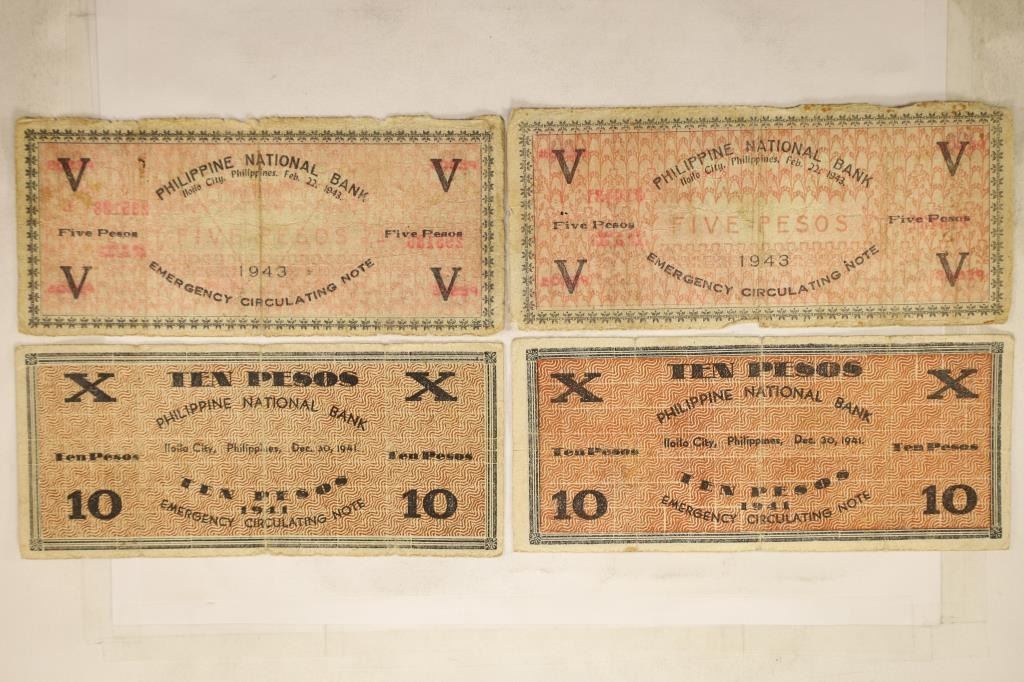 V V
PHILIPPINE NATIONAL BANK
Iloilo City, Philippines, Feb. 22, 1943.
Five Pesos FIVE PESOS Five Pesos
1943
V V
EMERGENCY CIRCULATING NOTE
V V
PHILIPPINE NATIONAL BANK
Iloilo City, Philippines, Feb. 22, 1943.
Five Pesos FIVE PESOS Five Pesos
1943
V V
EMERGENCY CIRCULATING NOTE
X TEN PESOS X
PHILIPPINE NATIONAL BANK
Iloilo City, Philippines, Dec. 30, 1941.
Ten Pesos Ten Pesos
TEN PESOS
10 1941 10
EMERGENCY CIRCULATING NOTE
X TEN PESOS X
PHILIPPINE NATIONAL BANK
Iloilo City, Philippines, Dec. 30, 1941.
Ten Pesos Ten Pesos
TEN PESOS
10 1941 10
EMERGENCY CIRCULATING NOTE